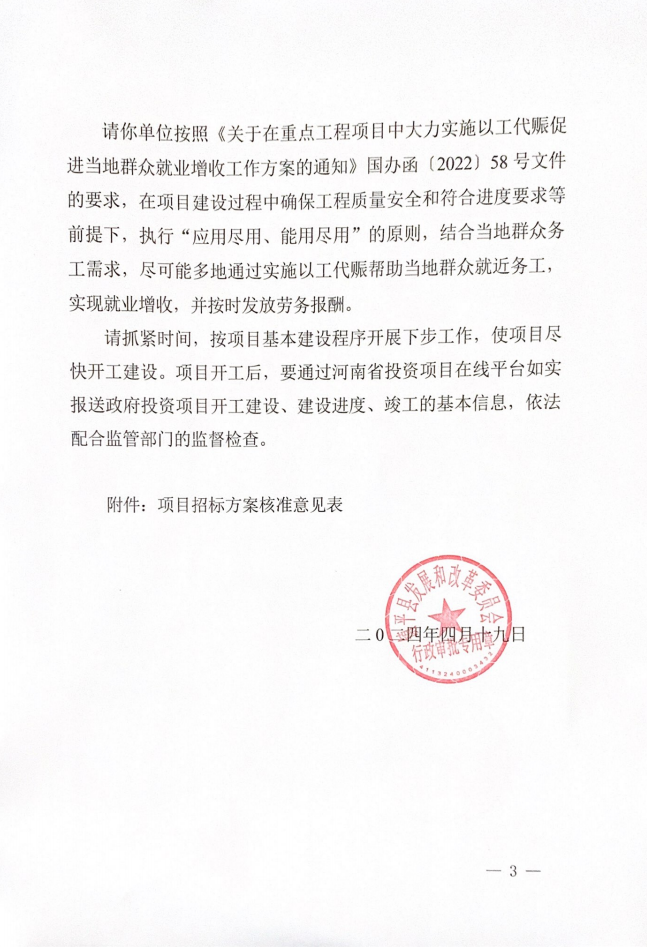 请你单位按照《关于在重点工程项目中大力实施以工代赈促
进当地群众就业增收工作方案的通知》国办函〔2022〕58 号文件
的要求，在项目建设过程中确保工程质量安全和符合进度要求等
前提下，执行“应用尽用、能用尽用”的原则，结合当地群众务
工需求，尽可能多地通过实施以工代赈帮助当地群众就近务工，
实现就业增收，并按时发放劳务报酬。
请抓紧时间，按项目基本建设程序开展下步工作，使项目尽
快开工建设。项目开工后，要通过河南省投资项目在线平台如实
报送政府投资项目开工建设、建设进度、竣工的基本信息，依法
配合监管部门的监督检查。
附件：项目招标方案核准意见表
平县发展和改革委员会
二0二四年四月十九日
行政审批专用章
— 3 —